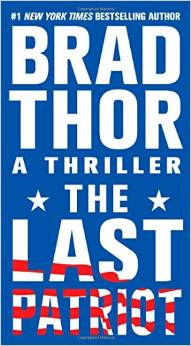 #1 NEW YORK TIMES BESTSELLING AUTHOR
BRAD
THOR
A THRILLER
THE
LAST
PATRIOT